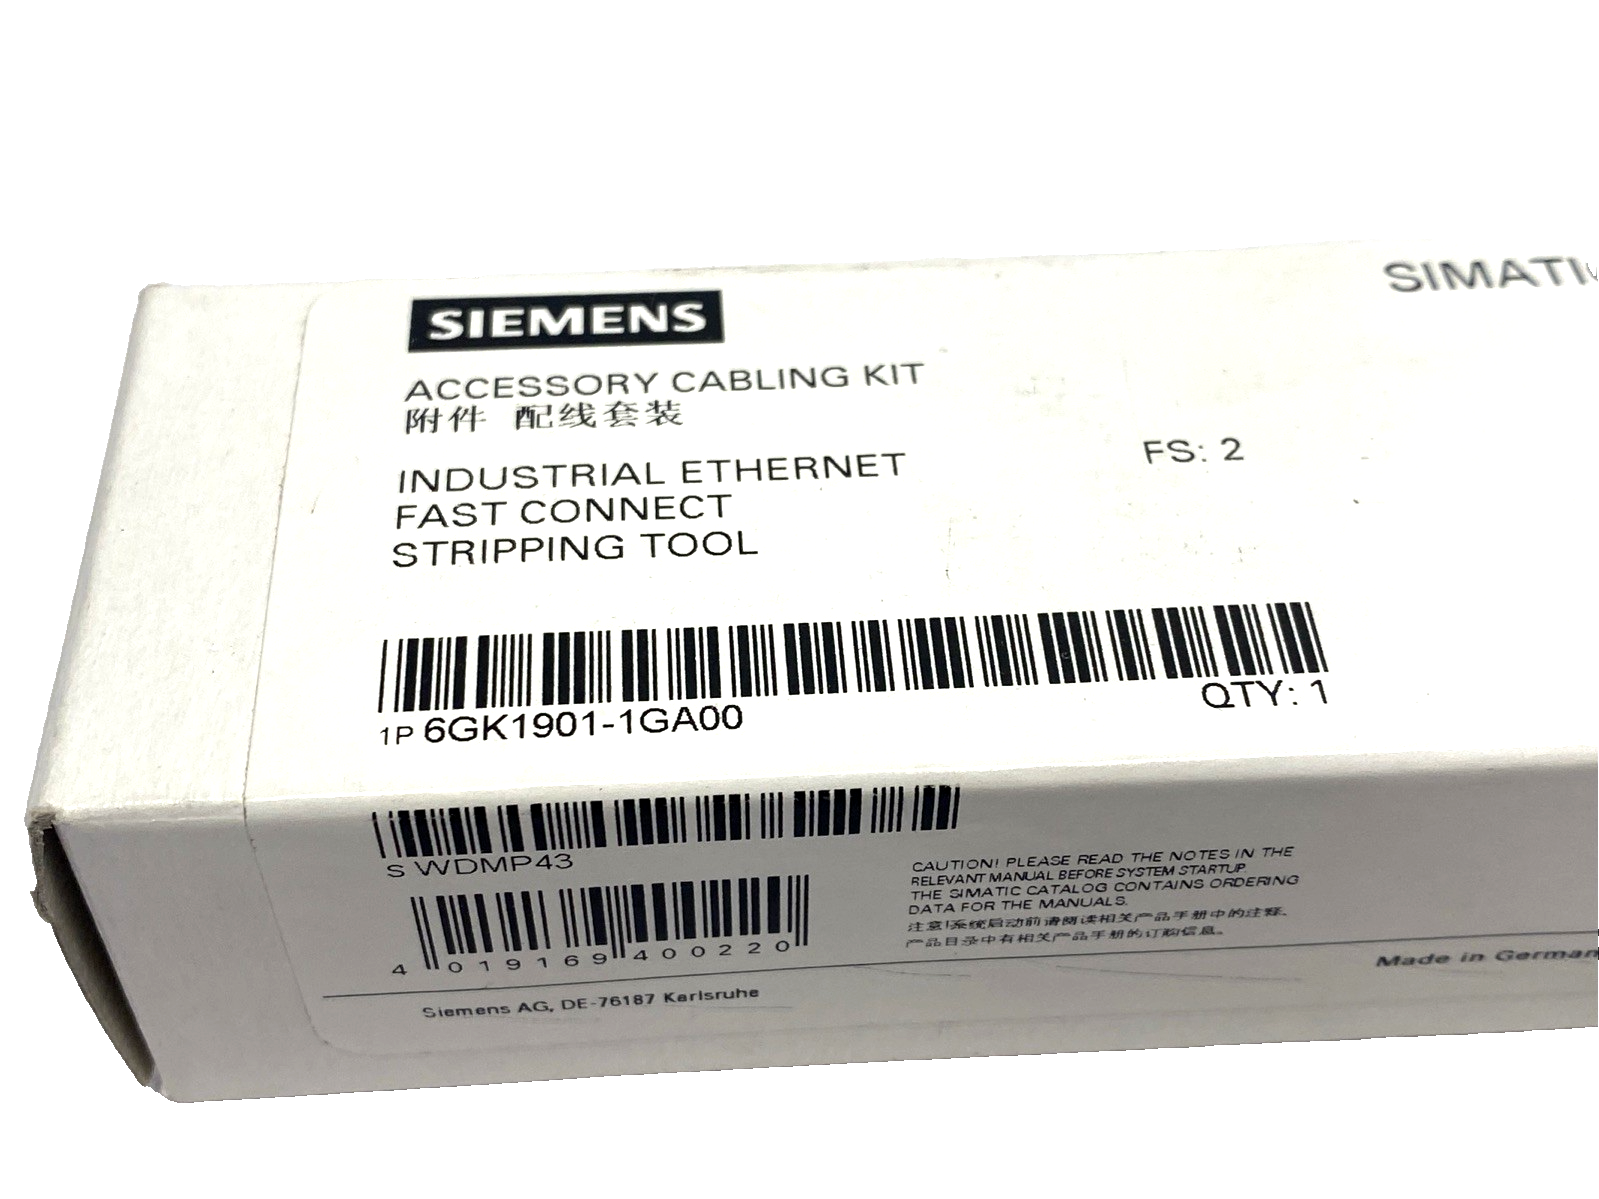 SIEMENS
SIMATIC
ACCESSORY CABLING KIT
附件 配线套装
INDUSTRIAL ETHERNET
FAST CONNECT
STRIPPING TOOL
FS: 2
1P 6GK1901-1GA00
QTY: 1
S WDMP43
4 019169 400220
CAUTION! PLEASE READ THE NOTES IN THE
RELEVANT MANUAL BEFORE SYSTEM STARTUP.
THE SIMATIC CATALOG CONTAINS ORDERING
DATA FOR THE MANUALS.
注意!系统启动前请阅读相关产品手册中的注释,
产品目录中有相关产品手册的订购信息。
Siemens AG, DE-76187 Karlsruhe
Made in German